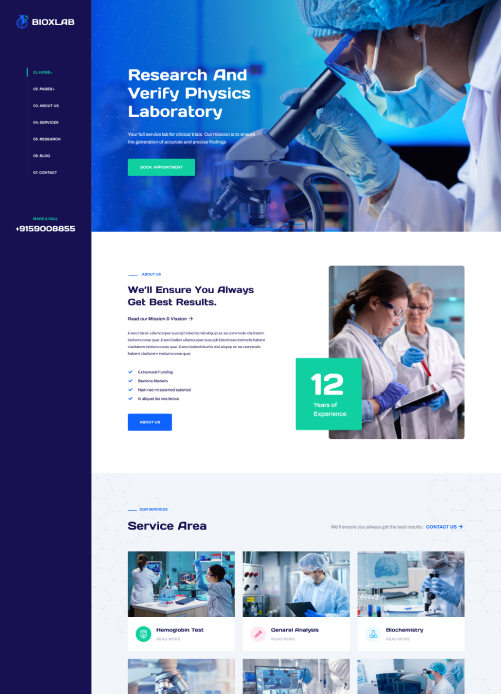 BIOXLAB
01. HOME+
02. PAGES+
03. ABOUT US
04. SERVICES
05. RESEARCH
06. BLOG
07. CONTACT
MAKE A CALL
+9159008855
Research And
Verify Physics
Laboratory
Your full service lab for clinical trials. Our mission is to ensure
the generation of accurate and precise findings
BOOK APPOINTMENT
ABOUT US
We'll Ensure You Always
Get Best Results.
Read our Mission & Vission →
Extramural Funding
Bacteria Markers
Nam nec mi euismod euismod
In aliquet dui nec lectus
ABOUT US
12
Years of
Experience
OUR SERVICES
Service Area
We'll ensure you always get the best results : CONTACT US →
Hemoglobin Test
READ MORE
Genarel Analysis
READ MORE
Biochemistry
READ MORE